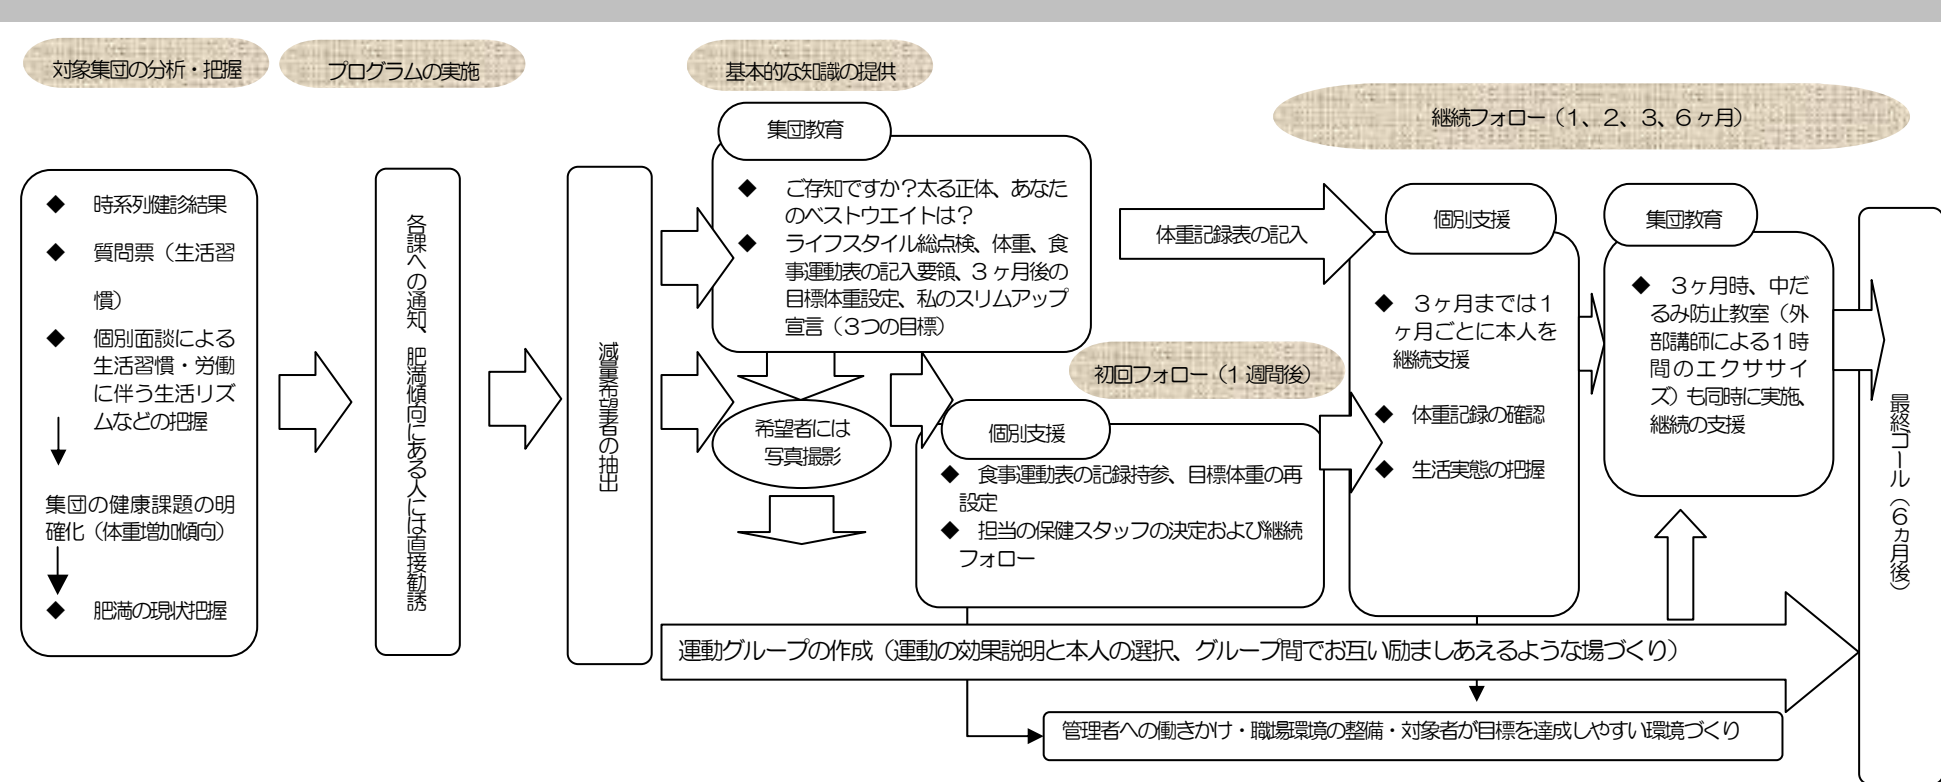 対象集団の分析・把握
プログラムの実施
基本的な知識の提供
継続フォロー（1、2、3、6ヶ月）
◆ 時系列健診結果
◆ 質問票（生活習
慣）
◆ 個別面談による
生活習慣・労働
に伴う生活リズ
ムなどの把握
集団の健康課題の明
確化（体重増加傾向）
◆ 肥満の現状把握
各課への通知、肥満傾向にある人には直接勧誘
減量希望者の抽出
集団教育
◆ ご存知ですか？太る正体、あなた
のベストウエイトは？
◆ ライフスタイル総点検、体重、食
事運動表の記入要領、３ヶ月後の
目標体重設定、私のスリムアップ
宣言（３つの目標）
希望者には
写真撮影
初回フォロー（1 週間後）
個別支援
◆ 食事運動表の記録持参、目標体重の再
設定
◆ 担当の保健スタッフの決定および継続
フォロー
体重記録表の記入
個別支援
◆ ３ヶ月までは１
ヶ月ごとに本人を
継続支援
◆ 体重記録の確認
◆ 生活実態の把握
集団教育
◆ ３ヶ月時、中だ
るみ防止教室（外
部講師による１時
間のエクササイ
ズ）も同時に実施、
継続の支援
最終ゴール（６カ月後）
運動グループの作成（運動の効果説明と本人の選択、グループ間でお互い励ましあえるような場づくり）
管理者への働きかけ・職場環境の整備・対象者が目標を達成しやすい環境づくり